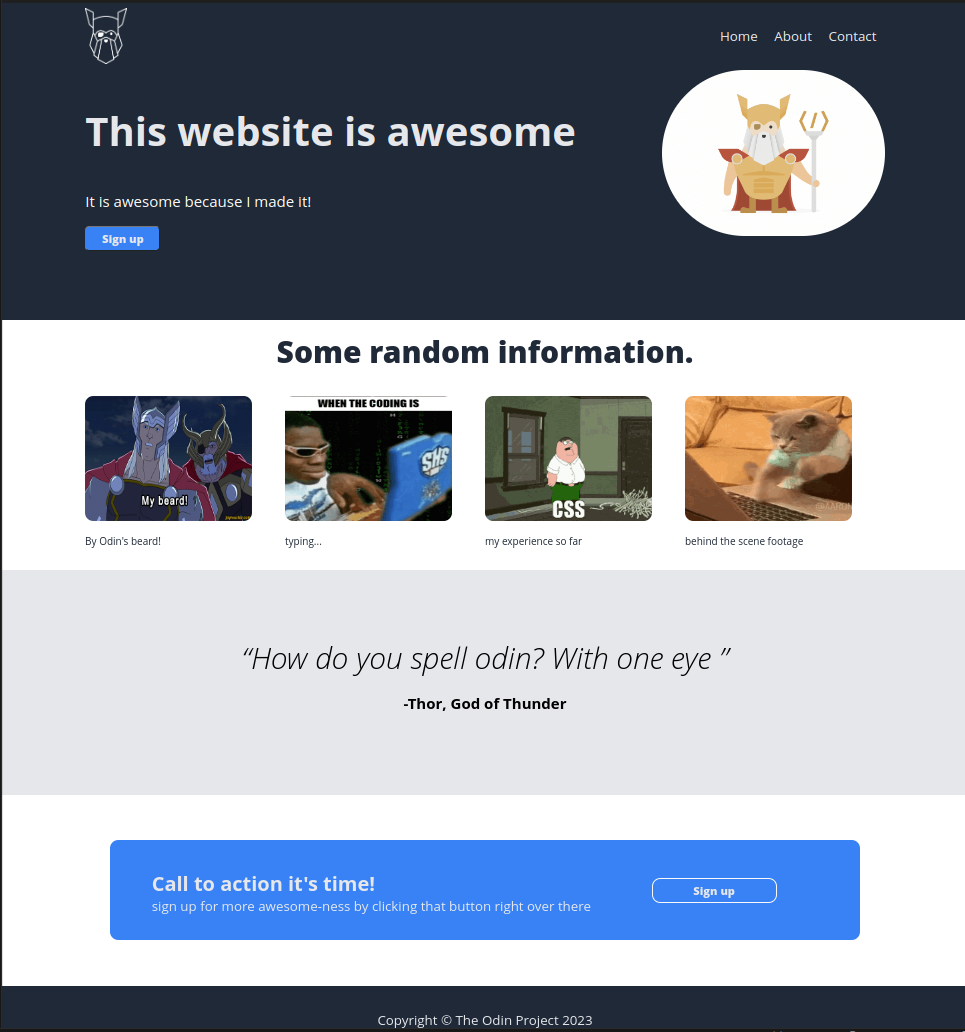 Home About Contact
This website is awesome
It is awesome because I made it!
Sign up
Some random information.
My beard!
WHEN THE CODING IS
SHS
CSS
By Odin's beard!
typing...
my experience so far
behind the scene footage
“How do you spell odin? With one eye ”
-Thor, God of Thunder
Call to action it's time!
sign up for more awesome-ness by clicking that button right over there
Sign up
Copyright © The Odin Project 2023